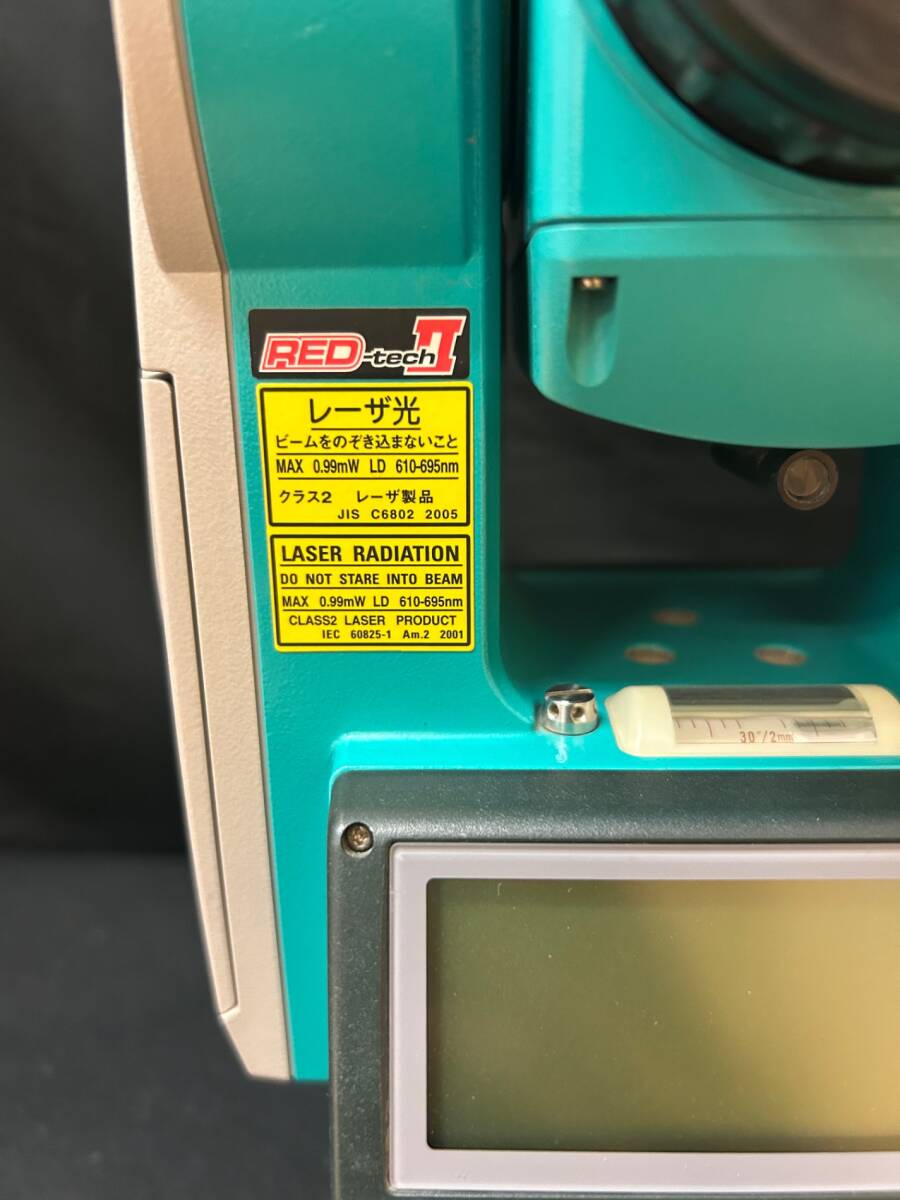 RED-tech II
レーザ光
ビームをのぞき込まないこと
MAX 0.99mW LD 610-695nm
クラス2 レーザ製品
JIS C6802 2005
LASER RADIATION
DO NOT STARE INTO BEAM
MAX 0.99mW LD 610-695nm
CLASS2 LASER PRODUCT
IEC 60825-1 Am.2 2001
30"/2mm